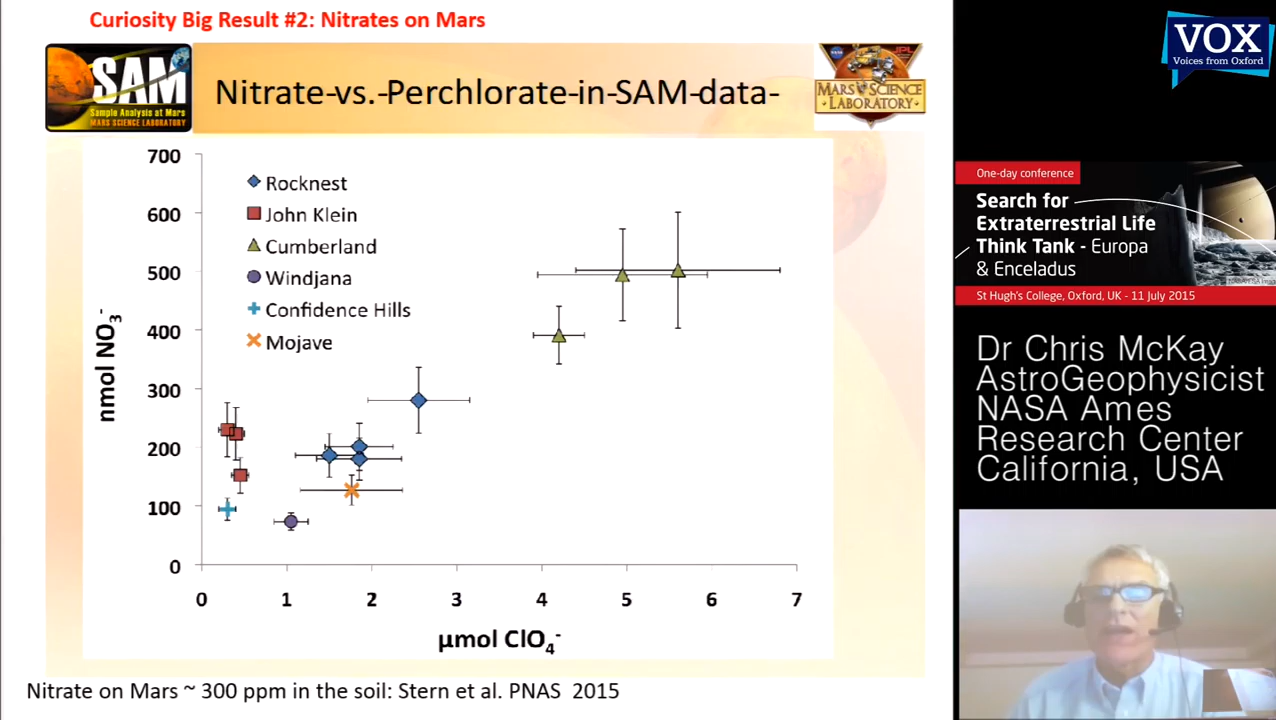 Curiosity Big Result #2: Nitrates on Mars
SAM
Sample Analysis at Mars
MARS SCIENCE LABORATORY
Nitrate-vs.-Perchlorate-in-SAM-data-
NASA
JPL
MARS SCIENCE
LABORATORY
700
600
500
400
300
200
100
0
nmol NO₃⁻
Rocknest
John Klein
Cumberland
Windjana
Confidence Hills
Mojave
0 1 2 3 4 5 6 7
µmol ClO₄⁻
Nitrate on Mars ~ 300 ppm in the soil: Stern et al. PNAS 2015
VOX
Voices from Oxford
One-day conference
Search for
Extraterrestrial Life
Think Tank - Europa
& Enceladus
St Hugh's College, Oxford, UK - 11 July 2015
Dr Chris McKay
AstroGeophysicist
NASA Ames
Research Center
California, USA